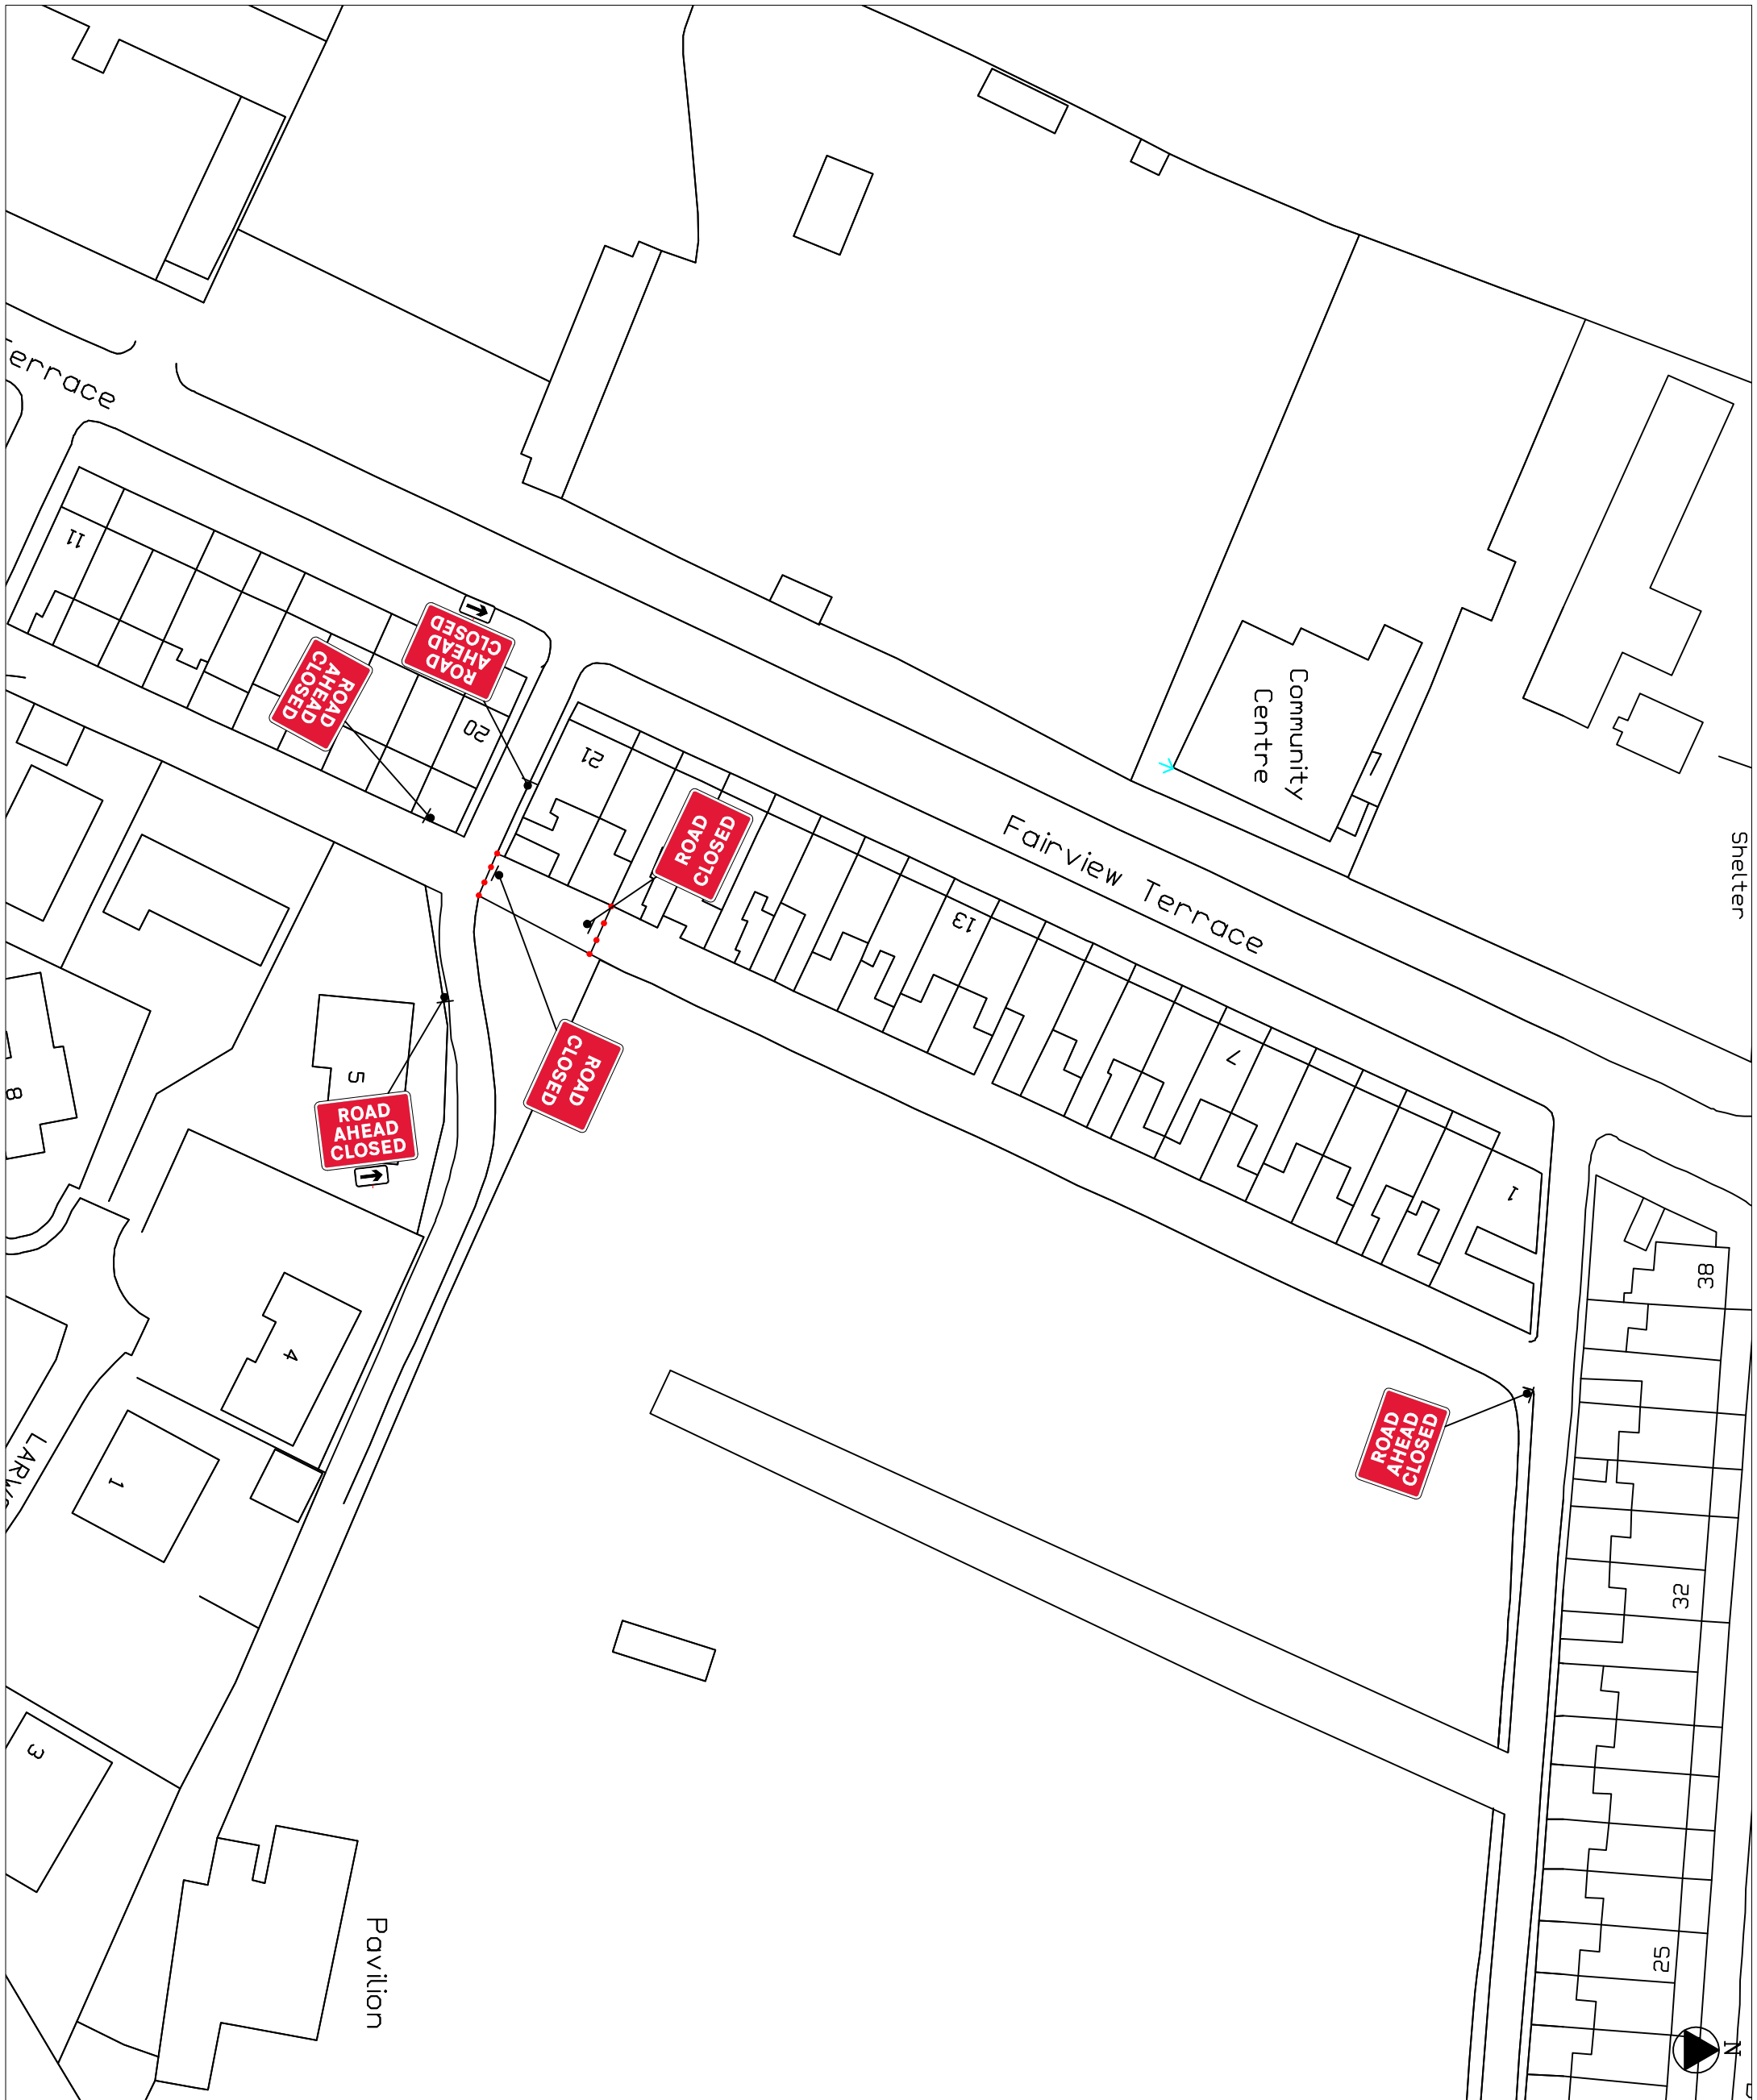 errace
11
ROAD
AHEAD
CLOSED
ROAD
AHEAD
CLOSED
20
21
ROAD
CLOSED
Community
Centre
Fairview Terrace
Shelter
13
7
1
ROAD
CLOSED
5
8
ROAD
AHEAD
CLOSED
38
4
ROAD
AHEAD
CLOSED
1
32
3
Pavilion
25
N